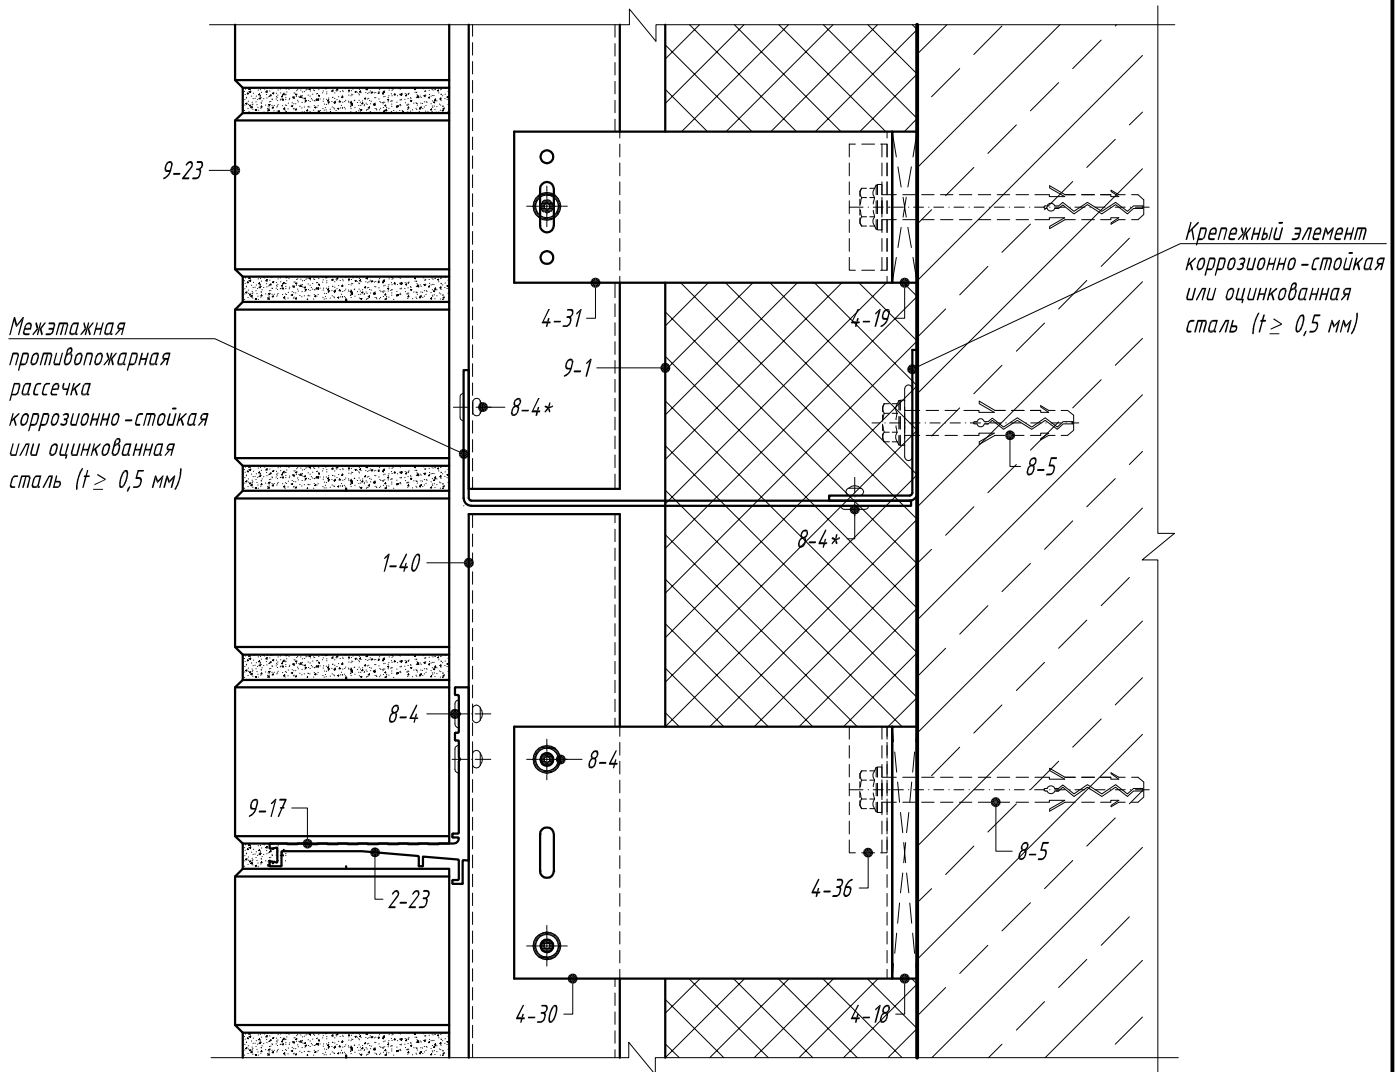 9-23
Крепежный элемент
коррозионно-стойкая
или оцинкованная
сталь (t ≥ 0,5 мм)
4-31
4-19
Межэтажная
противопожарная
рассечка
коррозионно-стойкая
или оцинкованная
сталь (t ≥ 0,5 мм)
9-1
8-4*
8-5
8-4*
1-40
8-4
8-4
9-17
8-5
4-36
2-23
4-30
4-18